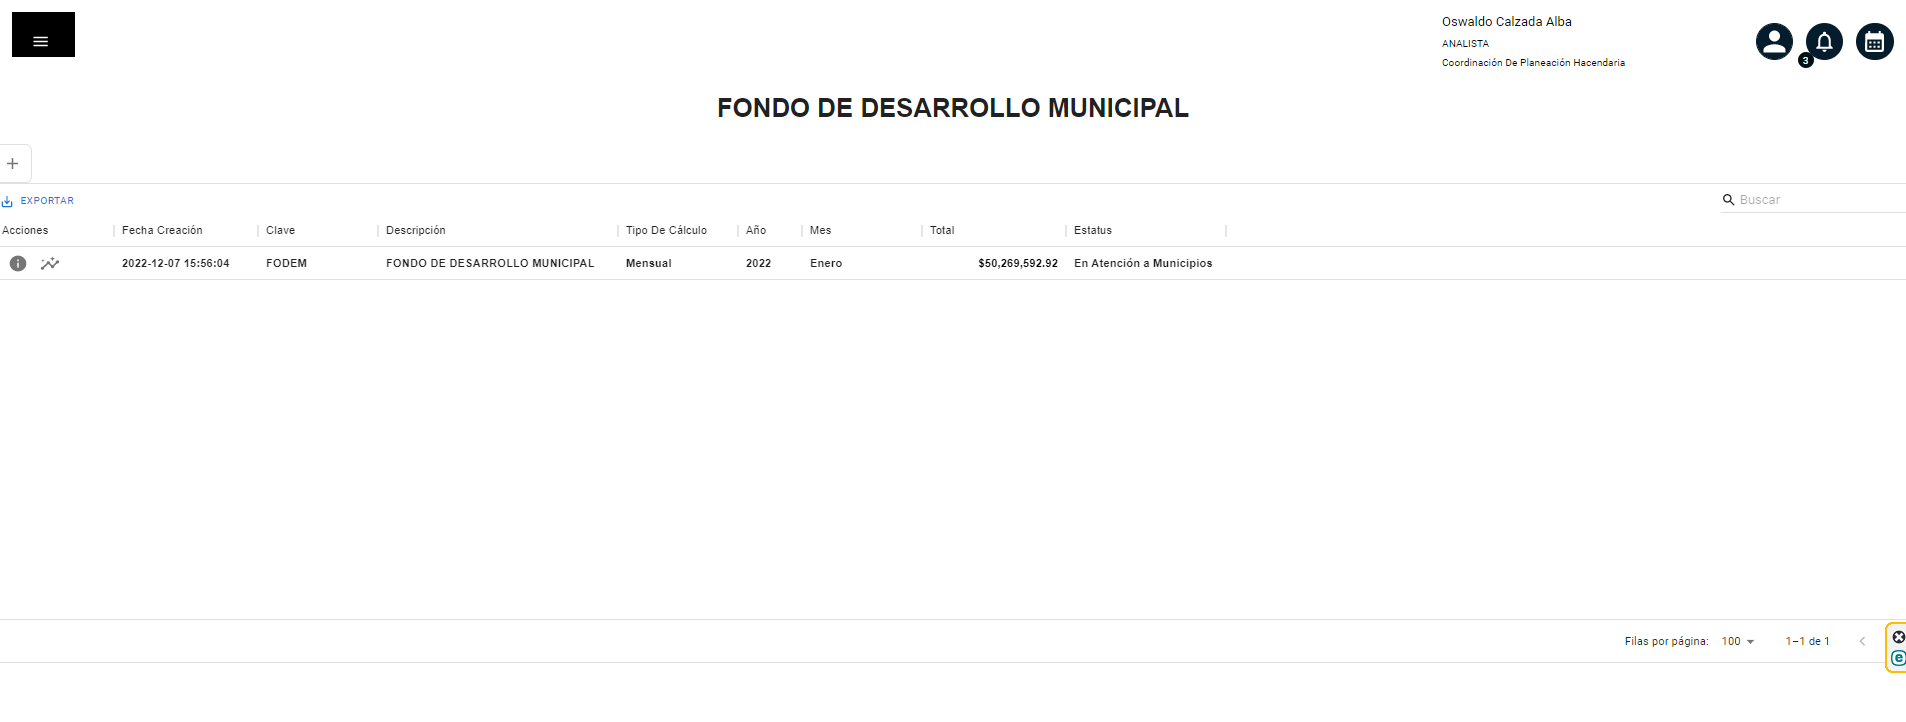 Oswaldo Calzada Alba
ANALISTA
Coordinación De Planeación Hacendaria
3
FONDO DE DESARROLLO MUNICIPAL
EXPORTAR
Buscar
Acciones Fecha Creación Clave Descripción Tipo De Cálculo Año Mes Total Estatus
2022-12-07 15:56:04 FODEM FONDO DE DESARROLLO MUNICIPAL Mensual 2022 Enero $50,269,592.92 En Atención a Municipios
Filas por página: 100 1–1 de 1